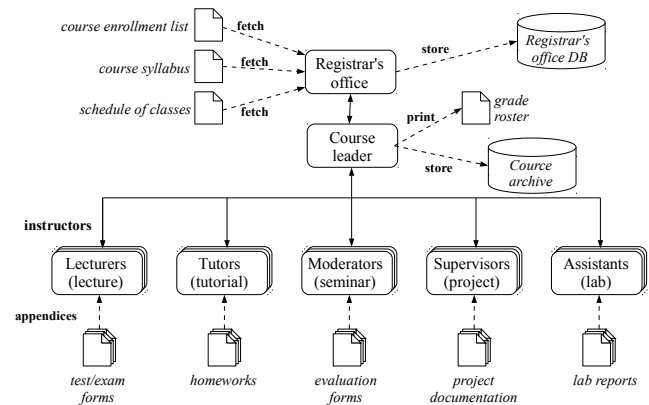 course enrollment list
fetch
course syllabus
fetch
schedule of classes
fetch
Registrar's
office
store
Registrar's
office DB
print
grade
roster
Course
leader
store
Cource
archive
instructors
Lecturers
(lecture)
Tutors
(tutorial)
Moderators
(seminar)
Supervisors
(project)
Assistants
(lab)
appendices
test/exam
forms
homeworks
evaluation
forms
project
documentation
lab reports